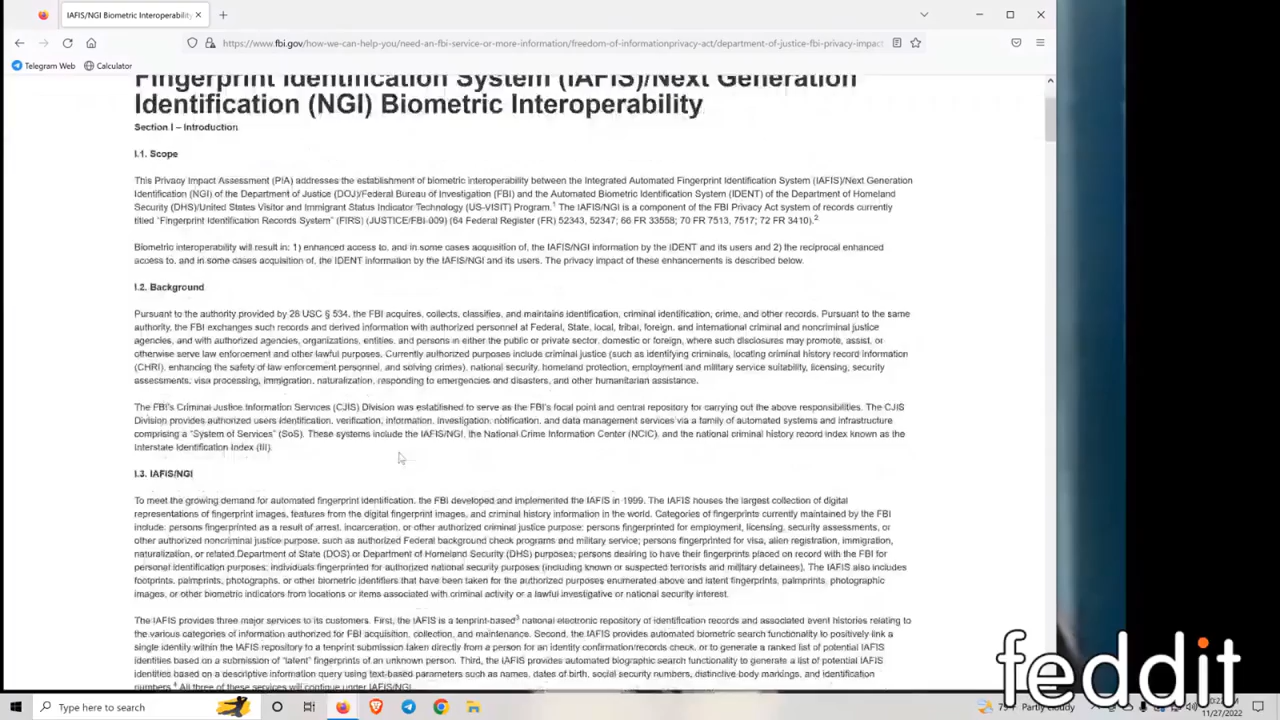 IAFIS/NGI Biometric Interoperability
https://www.fbi.gov/how-we-can-help-you/need-an-fbi-service-or-more-information/freedom-of-informationprivacy-act/department-of-justice-fbi-privacy-impact
Telegram Web Calculator
Fingerprint Identification System (IAFIS)/Next Generation
Identification (NGI) Biometric Interoperability
Section I – Introduction
I.1. Scope
This Privacy Impact Assessment (PIA) addresses the establishment of biometric interoperability between the Integrated Automated Fingerprint Identification System (IAFIS)/Next Generation
Identification (NGI) of the Department of Justice (DOJ)/Federal Bureau of Investigation (FBI) and the Automated Biometric Identification System (IDENT) of the Department of Homeland
Security (DHS)/United States Visitor and Immigrant Status Indicator Technology (US-VISIT) Program.1 The IAFIS/NGI is a component of the FBI Privacy Act system of records currently
titled "Fingerprint Identification Records System" (FIRS) (JUSTICE/FBI-009) (64 Federal Register (FR) 52343, 52347; 66 FR 33558; 70 FR 7513, 7517; 72 FR 3410).2
Biometric interoperability will result in: 1) enhanced access to, and in some cases acquisition of, the IAFIS/NGI information by the IDENT and its users and 2) the reciprocal enhanced
access to, and in some cases acquisition of, the IDENT information by the IAFIS/NGI and its users. The privacy impact of these enhancements is described below.
I.2. Background
Pursuant to the authority provided by 28 USC § 534, the FBI acquires, collects, classifies, and maintains identification, criminal identification, crime, and other records. Pursuant to the same
authority, the FBI exchanges such records and derived information with authorized personnel at Federal, State, local, tribal, foreign, and international criminal and noncriminal justice
agencies, and with authorized agencies, organizations, entities, and persons in either the public or private sector, domestic or foreign, where such disclosures may promote, assist, or
otherwise serve law enforcement and other lawful purposes. Currently authorized purposes include criminal justice (such as identifying criminals, locating criminal history record information
(CHRI), enhancing the safety of law enforcement personnel, and solving crimes), national security, homeland protection, employment and military service suitability, licensing, security
assessments, visa processing, immigration, naturalization, responding to emergencies and disasters, and other humanitarian assistance.
The FBI's Criminal Justice Information Services (CJIS) Division was established to serve as the FBI's focal point and central repository for carrying out the above responsibilities. The CJIS
Division provides authorized users identification, verification, information, investigation, notification, and data management services via a family of automated systems and infrastructure
comprising a "System of Services" (SoS). These systems include the IAFIS/NGI, the National Crime Information Center (NCIC), and the national criminal history record index known as the
Interstate Identification Index (III).
I.3. IAFIS/NGI
To meet the growing demand for automated fingerprint identification, the FBI developed and implemented the IAFIS in 1999. The IAFIS houses the largest collection of digital
representations of fingerprint images, features from the digital fingerprint images, and criminal history information in the world. Categories of fingerprints currently maintained by the FBI
include: persons fingerprinted as a result of arrest, incarceration, or other authorized criminal justice purpose; persons fingerprinted for employment, licensing, security assessments, or
other authorized noncriminal justice purpose, such as authorized Federal background check programs and military service; persons fingerprinted for visa, alien registration, immigration,
naturalization, or related Department of State (DOS) or Department of Homeland Security (DHS) purposes; persons desiring to have their fingerprints placed on record with the FBI for
personal identification purposes; individuals fingerprinted for authorized national security purposes (including known or suspected terrorists and military detainees). The IAFIS also includes
footprints, palmprints, photographs, or other biometric identifiers that have been taken for the authorized purposes enumerated above and latent fingerprints, palmprints, photographic
images, or other biometric indicators from locations or items associated with criminal activity or a lawful investigative or national security interest.
The IAFIS provides three major services to its customers. First, the IAFIS is a tenprint-based3 national electronic repository of identification records and associated event histories relating to
the various categories of information authorized for FBI acquisition, collection, and maintenance. Second, the IAFIS provides automated biometric search functionality to positively link a
single identity within the IAFIS repository to a tenprint submission taken directly from a person for an identity confirmation/records check, or to generate a ranked list of potential IAFIS
identities based on a submission of "latent" fingerprints of an unknown person. Third, the IAFIS provides automated biographic search functionality to generate a list of potential IAFIS
identities based on a descriptive information query using text-based parameters such as names, dates of birth, social security numbers, distinctive body markings, and identification
numbers.4 All three of these services will continue under IAFIS/NGI.
feddit
Type here to search
Partly cloudy
11/27/2022